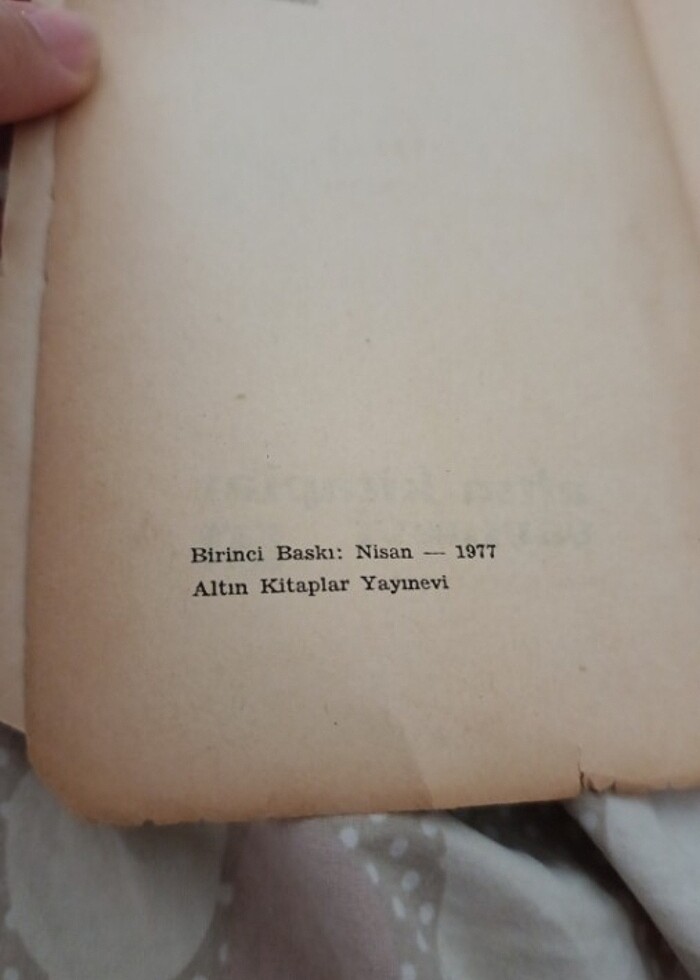 Birinci Baskı: Nisan — 1977
Altın Kitaplar Yayınevi